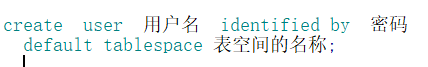 create user 用户名 identified by 密码
default tablespace 表空间的名称;